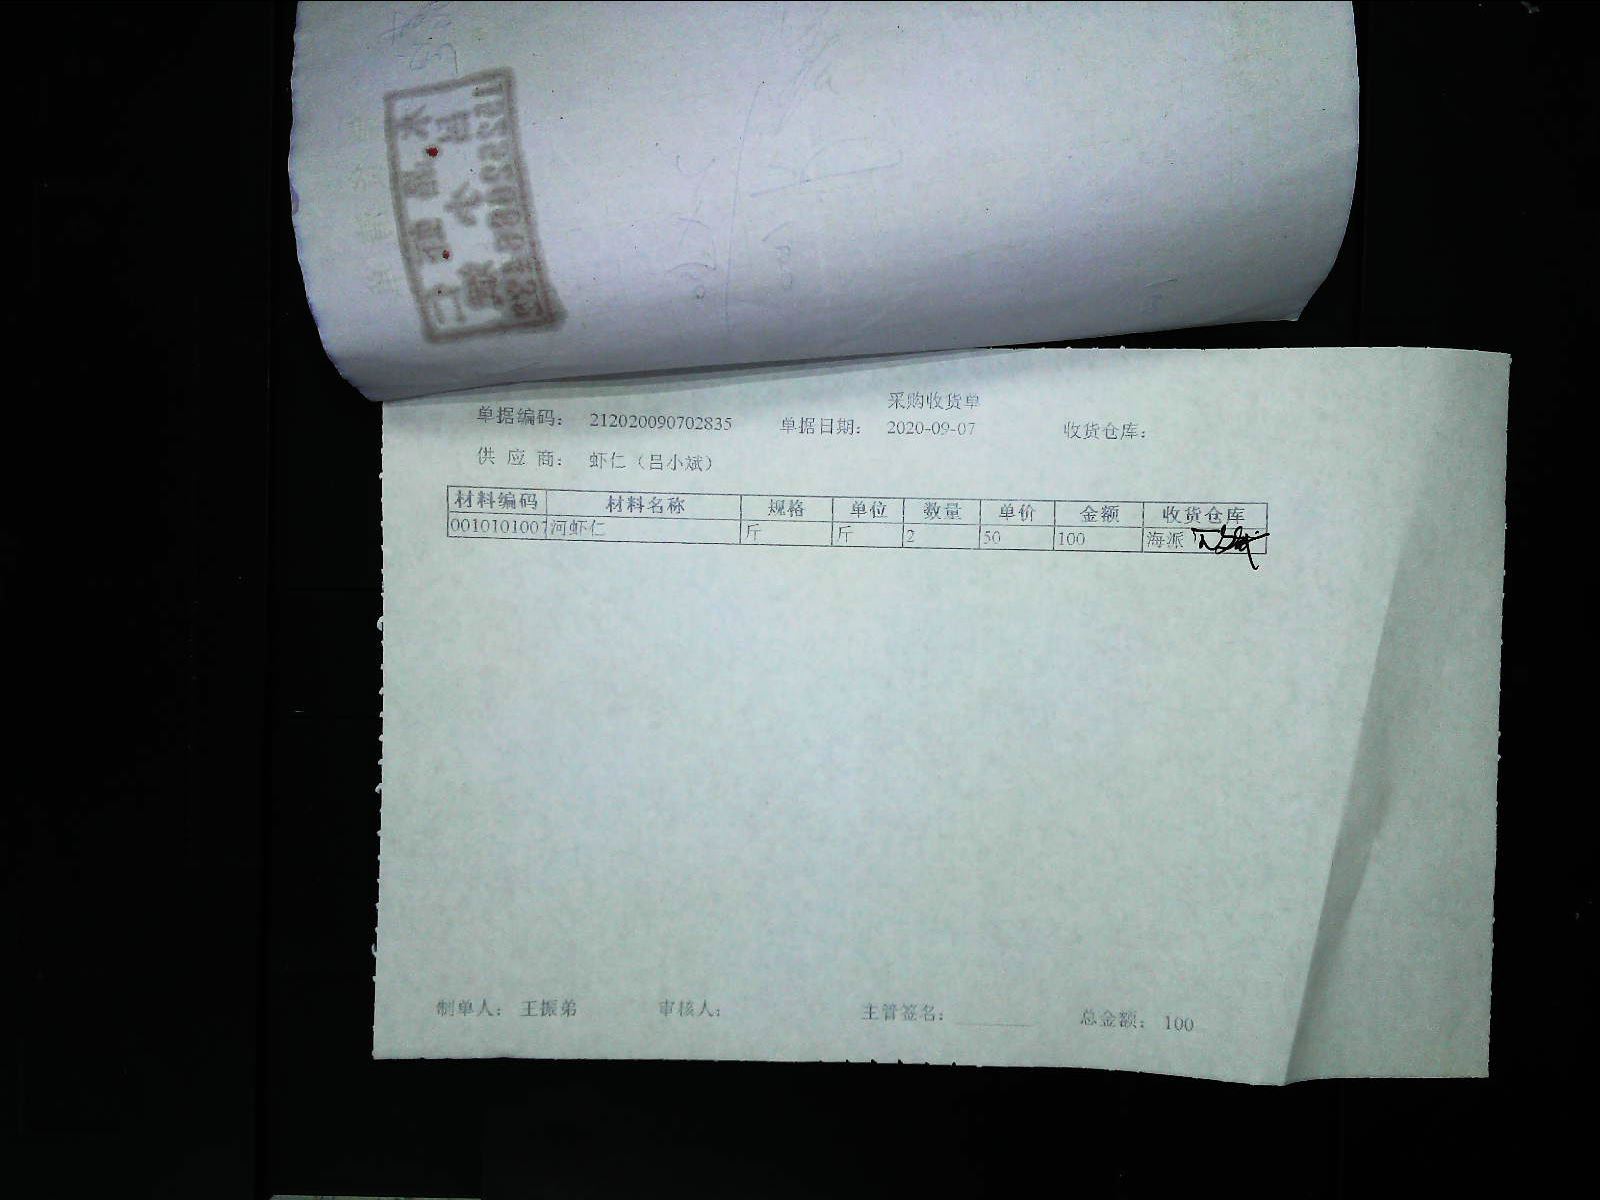 采购收货单
单据编码： 212020090702835 单据日期： 2020-09-07 收货仓库：
供 应 商： 虾仁（吕小斌）
材料编码 材料名称 规格 单位 数量 单价 金额 收货仓库
0010101007 河虾仁 斤 斤 2 50 100 海派
制单人： 王振弟 审核人： 主管签名： 总金额： 100